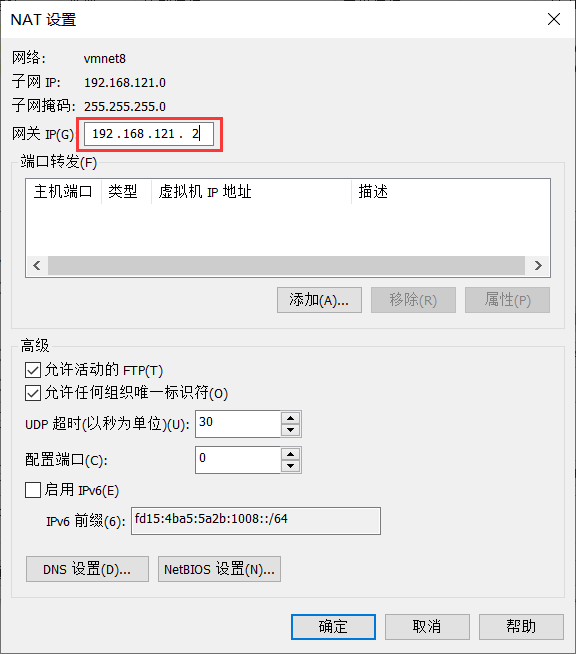 NAT 设置
网络: vmnet8
子网 IP: 192.168.121.0
子网掩码: 255.255.255.0
网关 IP(G) 192 . 168 . 121 . 2
端口转发(F)
主机端口 类型 虚拟机 IP 地址 描述
添加(A)... 移除(R) 属性(P)
高级
允许活动的 FTP(T)
允许任何组织唯一标识符(O)
UDP 超时(以秒为单位)(U): 30
配置端口(C): 0
启用 IPv6(E)
IPv6 前缀(6): fd15:4ba5:5a2b:1008::/64
DNS 设置(D)... NetBIOS 设置(N)...
确定 取消 帮助